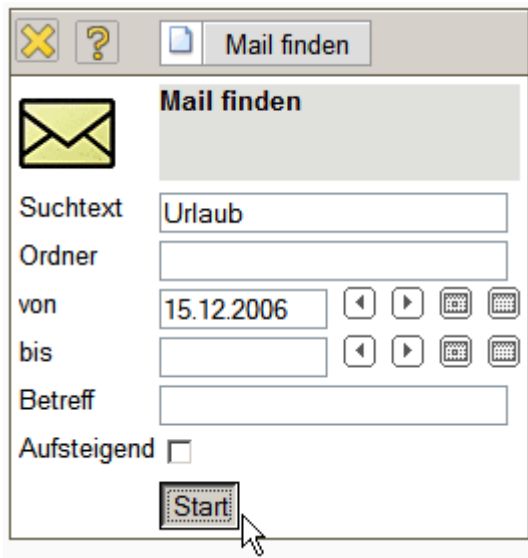 Mail finden
Mail finden
Suchtext Urlaub
Ordner
von 15.12.2006
bis
Betreff
Aufsteigend
Start